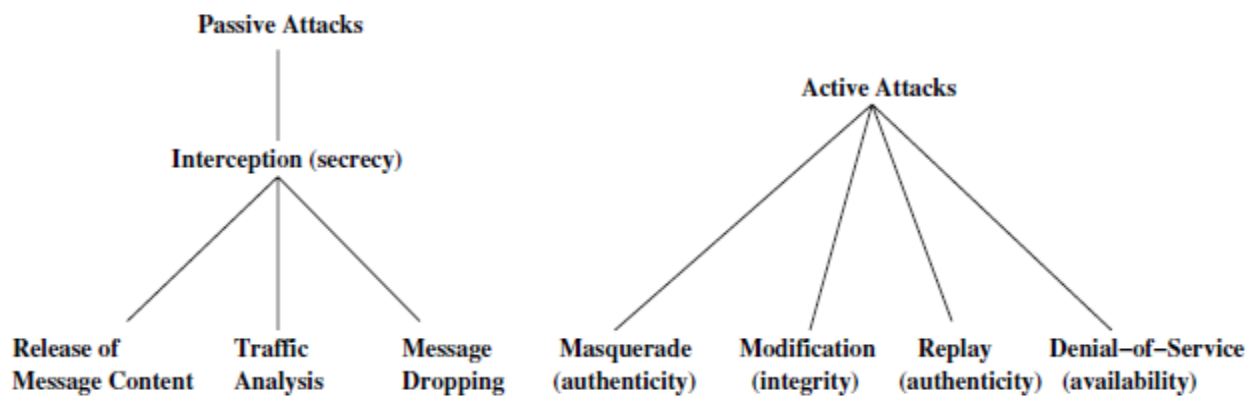 Passive Attacks
Active Attacks
Interception (secrecy)
Release of
Message Content
Traffic
Analysis
Message
Dropping
Masquerade
(authenticity)
Modification
(integrity)
Replay
(authenticity)
Denial−of−Service
(availability)